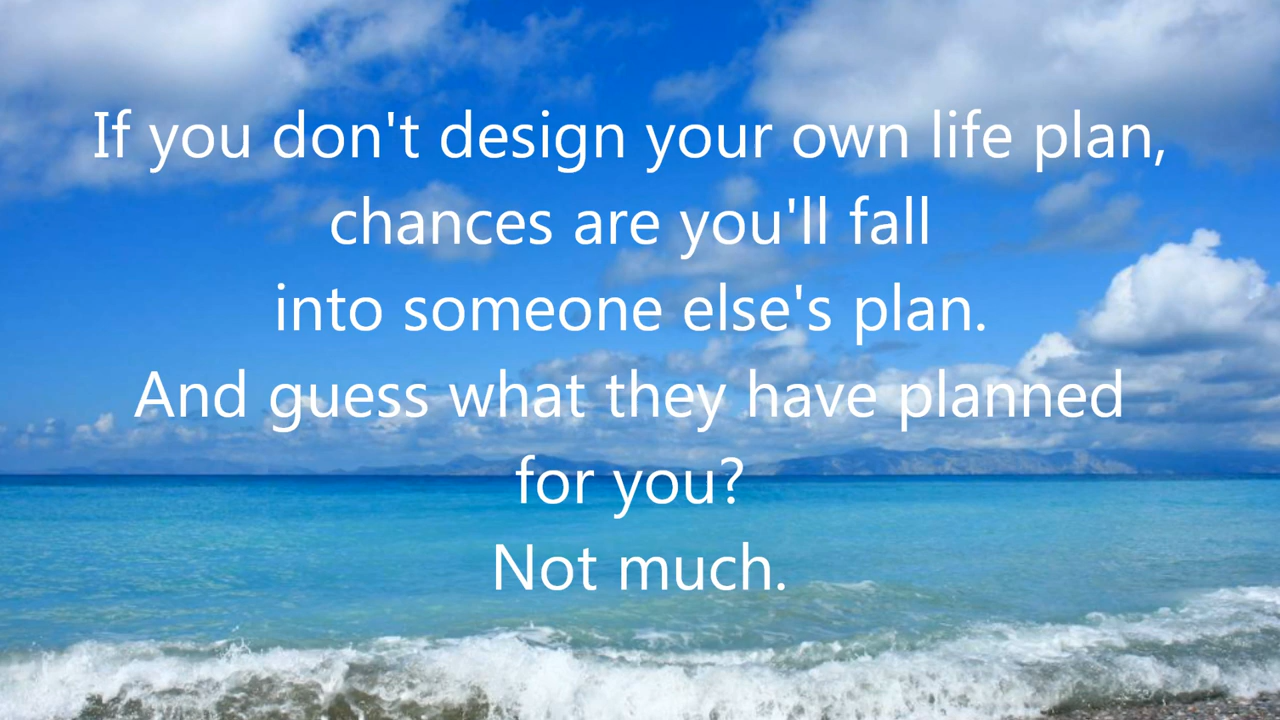 If you don't design your own life plan,
chances are you'll fall
into someone else's plan.
And guess what they have planned
for you?
Not much.